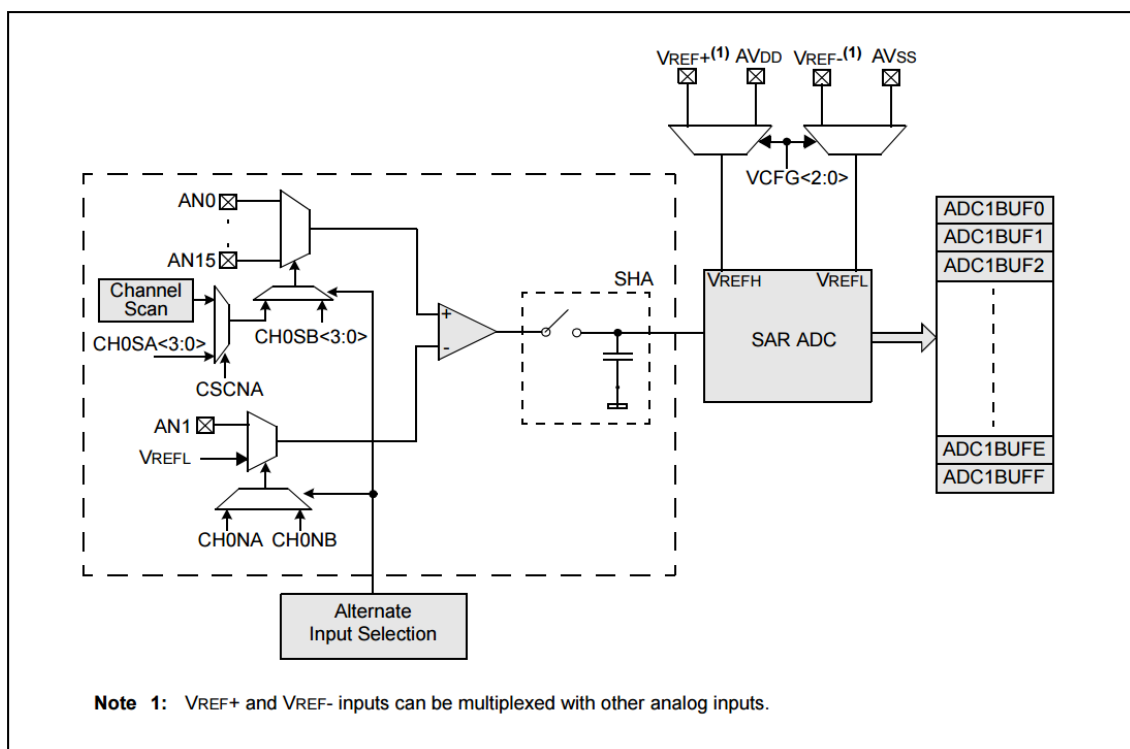 VREF+(1) AVDD VREF-(1) AVSS
VCFG<2:0>
AN0
AN15
Channel
Scan
CH0SA<3:0>
CH0SB<3:0>
CSCNA
AN1
VREFL
CH0NA CH0NB
+
-
SHA
VREFH VREFL
SAR ADC
ADC1BUF0
ADC1BUF1
ADC1BUF2
ADC1BUFE
ADC1BUFF
Alternate
Input Selection
Note 1: VREF+ and VREF- inputs can be multiplexed with other analog inputs.